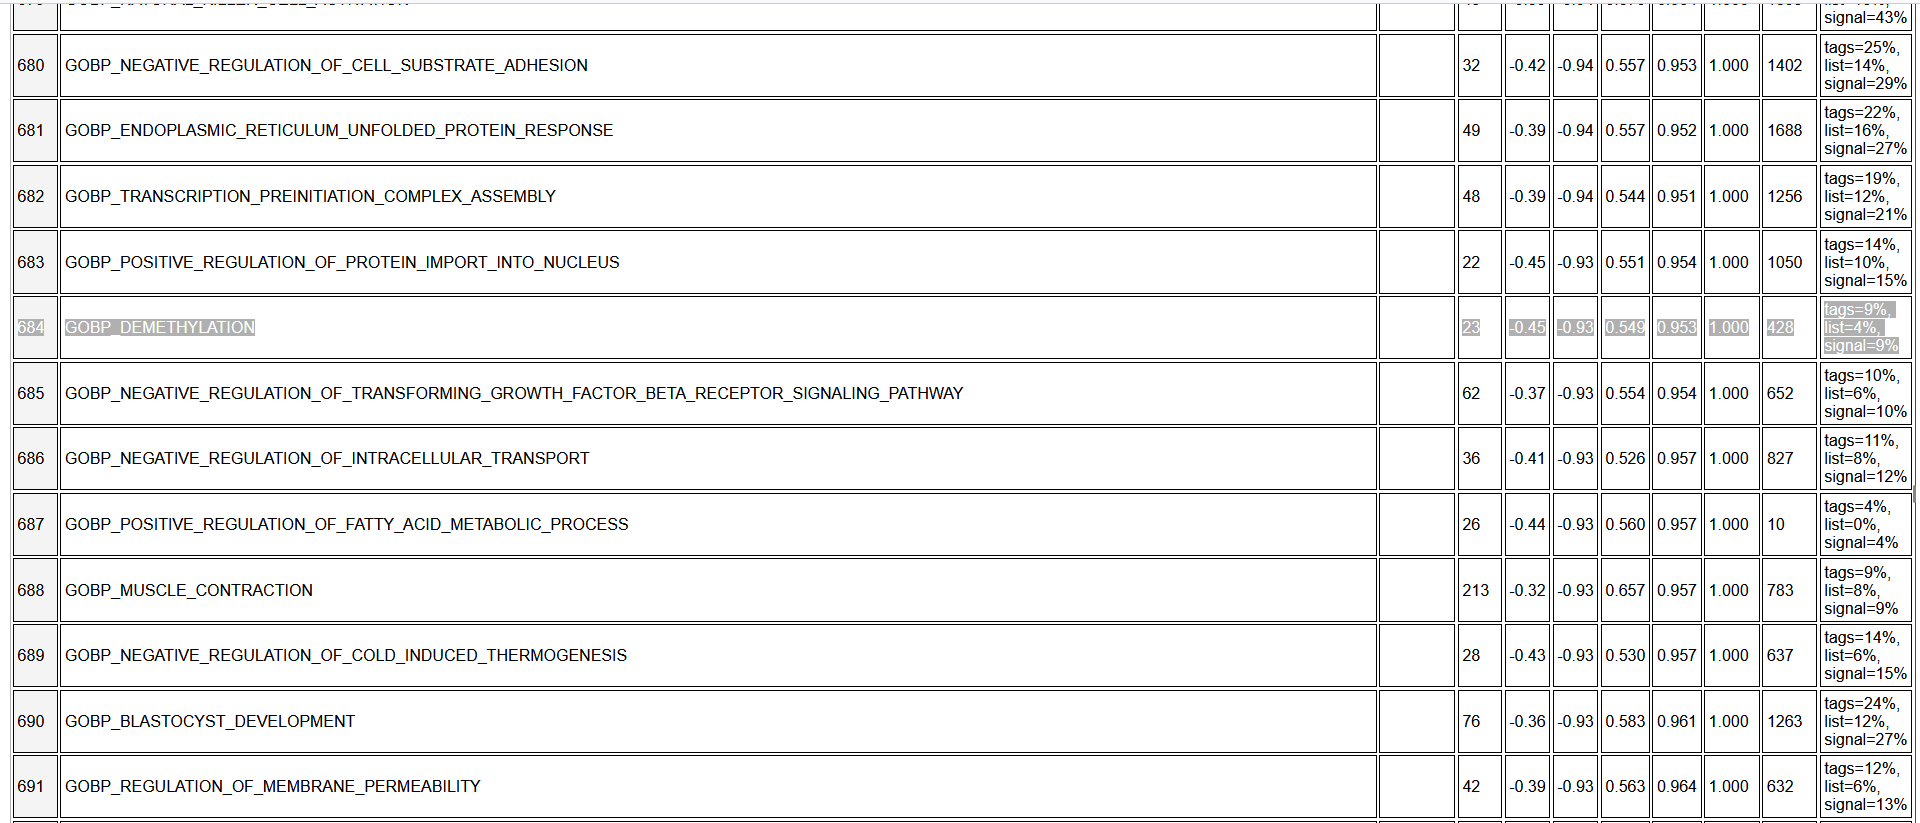 signal=43%
680 GOBP_NEGATIVE_REGULATION_OF_CELL_SUBSTRATE_ADHESION 32 -0.42 -0.94 0.557 0.953 1.000 1402 tags=25%, list=14%, signal=29%
681 GOBP_ENDOPLASMIC_RETICULUM_UNFOLDED_PROTEIN_RESPONSE 49 -0.39 -0.94 0.557 0.952 1.000 1688 tags=22%, list=16%, signal=27%
682 GOBP_TRANSCRIPTION_PREINITIATION_COMPLEX_ASSEMBLY 48 -0.39 -0.94 0.544 0.951 1.000 1256 tags=19%, list=12%, signal=21%
683 GOBP_POSITIVE_REGULATION_OF_PROTEIN_IMPORT_INTO_NUCLEUS 22 -0.45 -0.93 0.551 0.954 1.000 1050 tags=14%, list=10%, signal=15%
684 GOBP_DEMETHYLATION 23 -0.45 -0.93 0.549 0.953 1.000 428 tags=9%, list=4%, signal=9%
685 GOBP_NEGATIVE_REGULATION_OF_TRANSFORMING_GROWTH_FACTOR_BETA_RECEPTOR_SIGNALING_PATHWAY 62 -0.37 -0.93 0.554 0.954 1.000 652 tags=10%, list=6%, signal=10%
686 GOBP_NEGATIVE_REGULATION_OF_INTRACELLULAR_TRANSPORT 36 -0.41 -0.93 0.526 0.957 1.000 827 tags=11%, list=8%, signal=12%
687 GOBP_POSITIVE_REGULATION_OF_FATTY_ACID_METABOLIC_PROCESS 26 -0.44 -0.93 0.560 0.957 1.000 10 tags=4%, list=0%, signal=4%
688 GOBP_MUSCLE_CONTRACTION 213 -0.32 -0.93 0.657 0.957 1.000 783 tags=9%, list=8%, signal=9%
689 GOBP_NEGATIVE_REGULATION_OF_COLD_INDUCED_THERMOGENESIS 28 -0.43 -0.93 0.530 0.957 1.000 637 tags=14%, list=6%, signal=15%
690 GOBP_BLASTOCYST_DEVELOPMENT 76 -0.36 -0.93 0.583 0.961 1.000 1263 tags=24%, list=12%, signal=27%
691 GOBP_REGULATION_OF_MEMBRANE_PERMEABILITY 42 -0.39 -0.93 0.563 0.964 1.000 632 tags=12%, list=6%, signal=13%